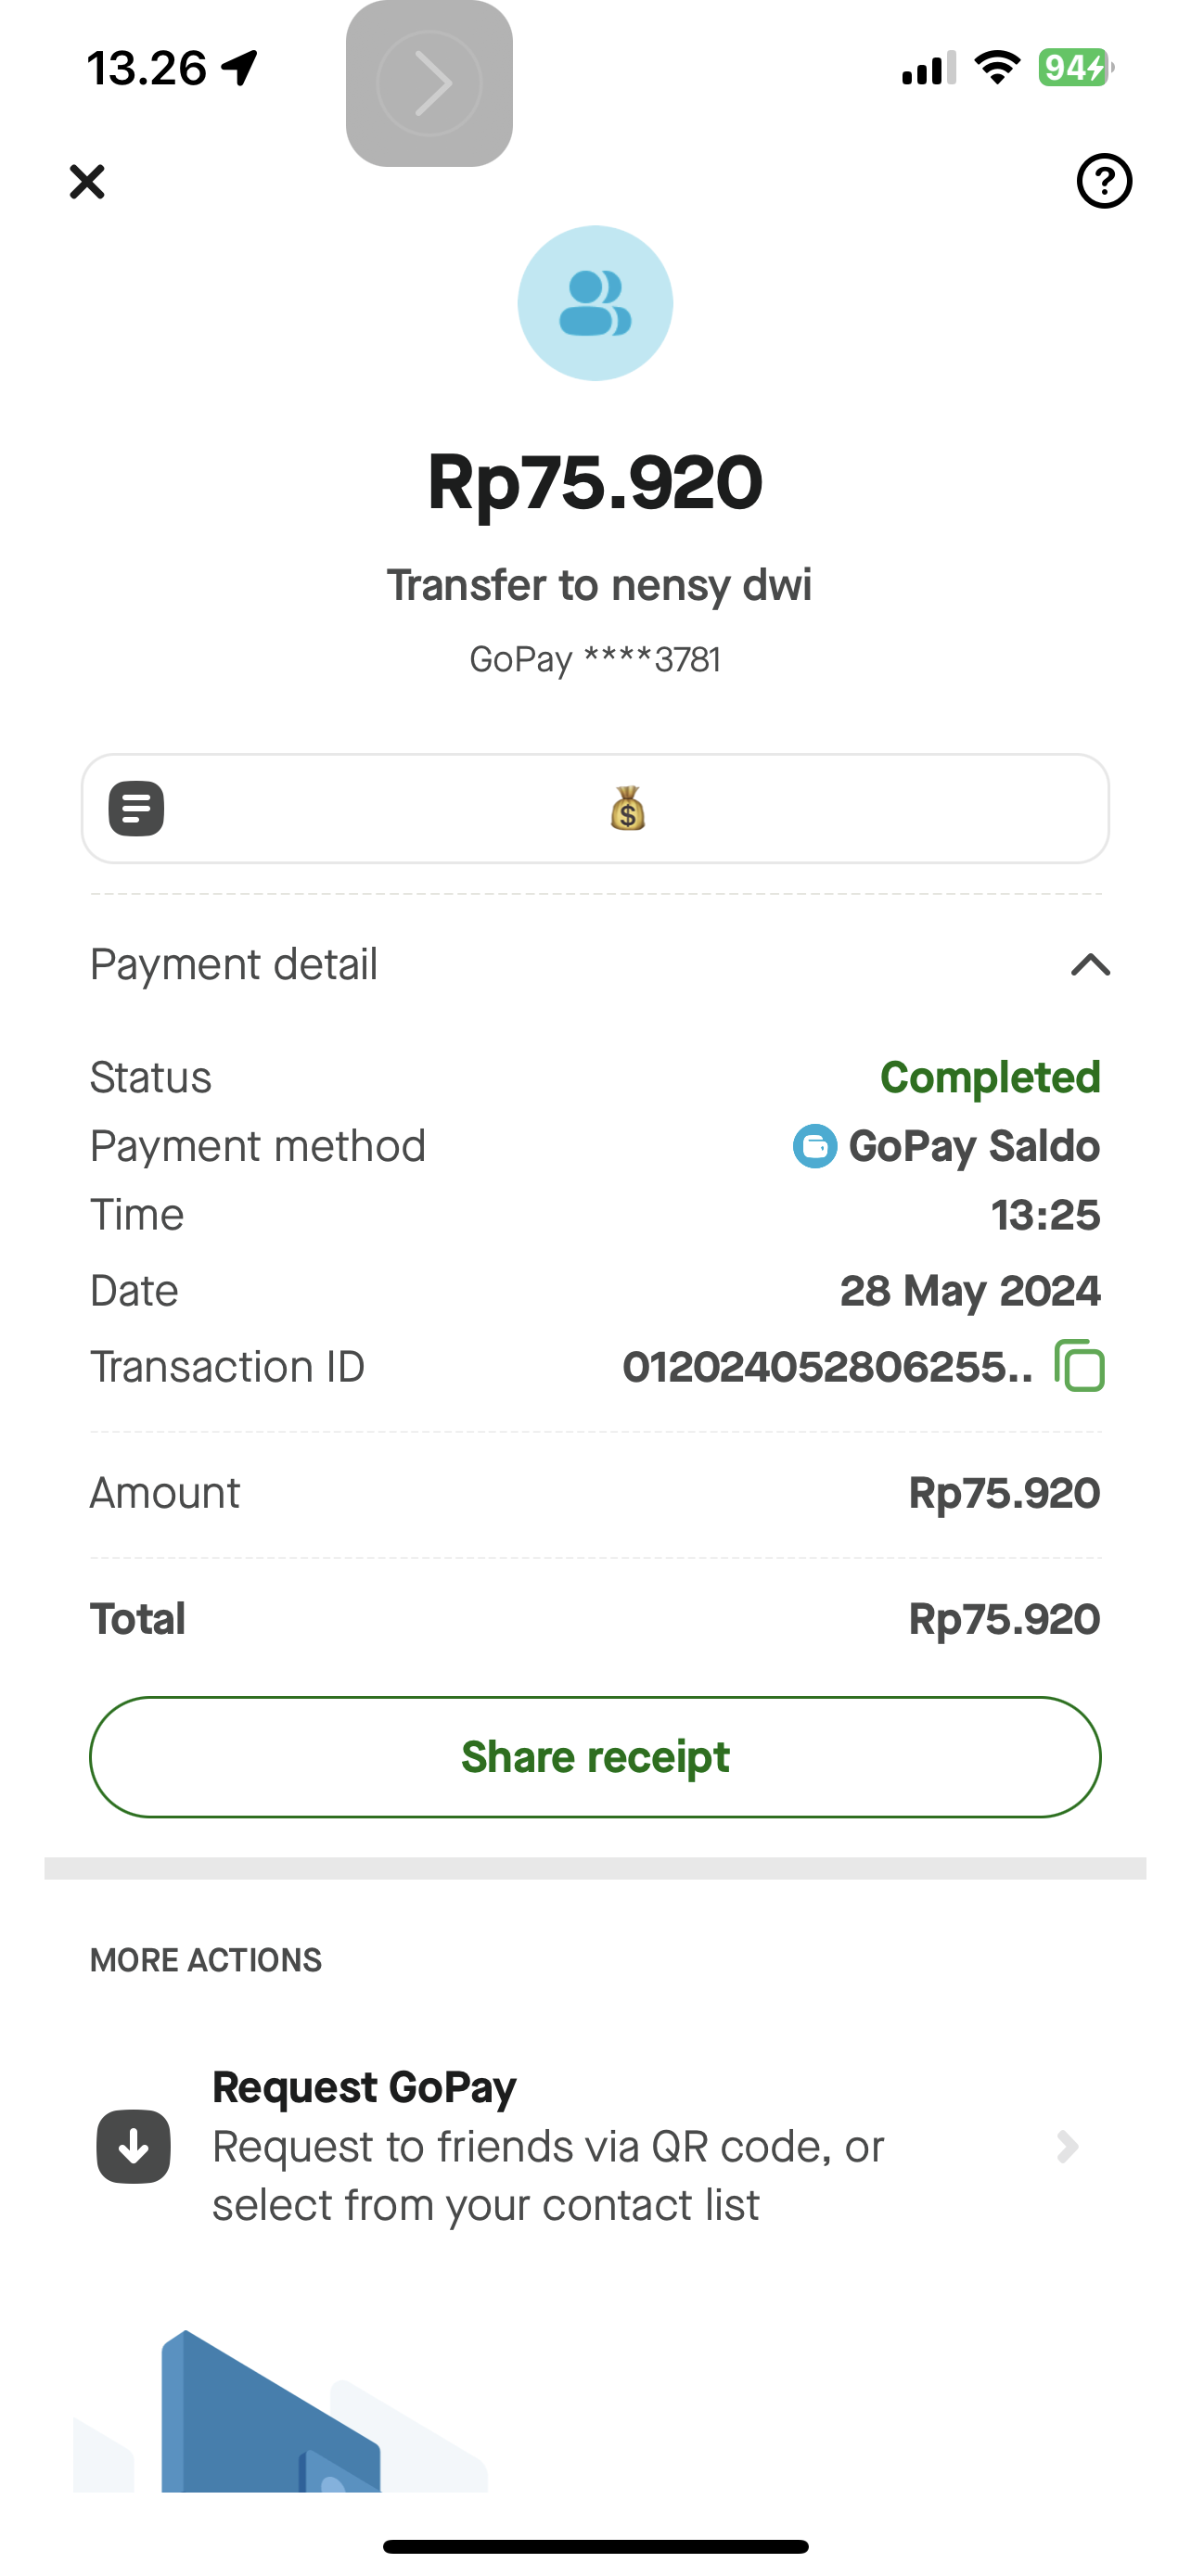 13.26
94
Rp75.920
Transfer to nensy dwi
GoPay ****3781
Payment detail
Status Completed
Payment method GoPay Saldo
Time 13:25
Date 28 May 2024
Transaction ID 012024052806255..
Amount Rp75.920
Total Rp75.920
Share receipt
MORE ACTIONS
Request GoPay
Request to friends via QR code, or
select from your contact list